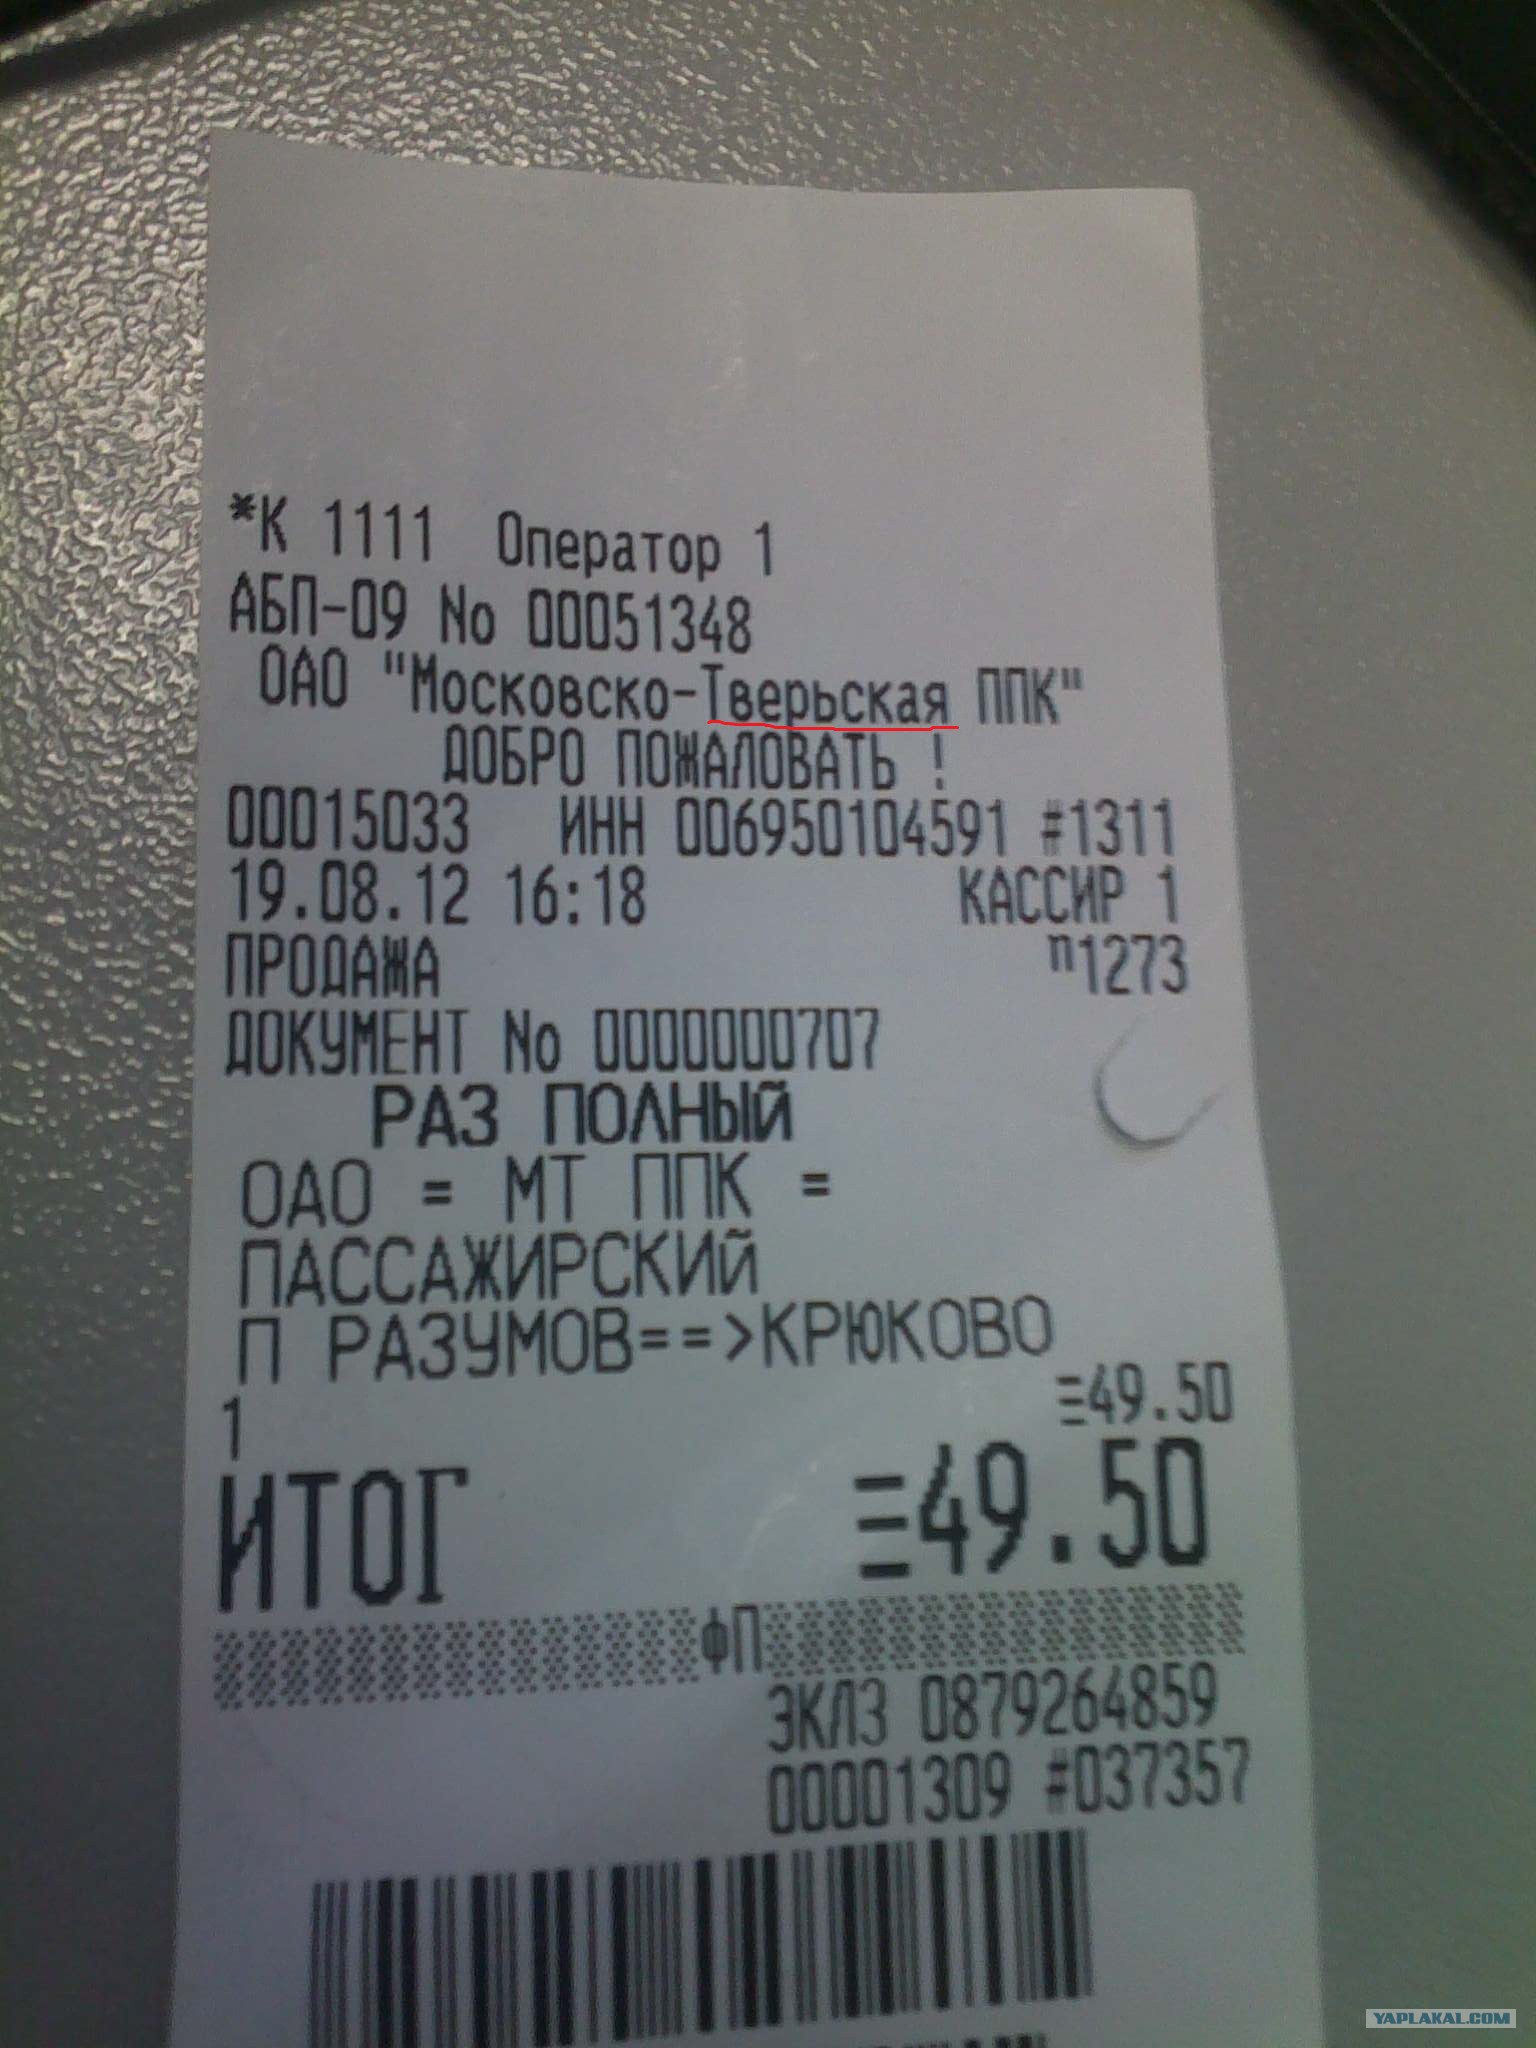 *К 1111 Оператор 1
АБП-09 No 00051348
ОАО "Московско-Тверьская ППК"
ДОБРО ПОЖАЛОВАТЬ !
00015033 ИНН 006950104591 #1311
19.08.12 16:18 КАССИР 1
ПРОДАЖА п1273
ДОКУМЕНТ No 0000000707
РАЗ ПОЛНЫЙ
ОАО = МТ ППК =
ПАССАЖИРСКИЙ
П РАЗУМОВ==>КРЮКОВО
1 ≡49.50
ИТОГ ≡49.50
ФП
ЭКЛЗ 0879264859
00001309 #037357
YAPLAKAL.COM